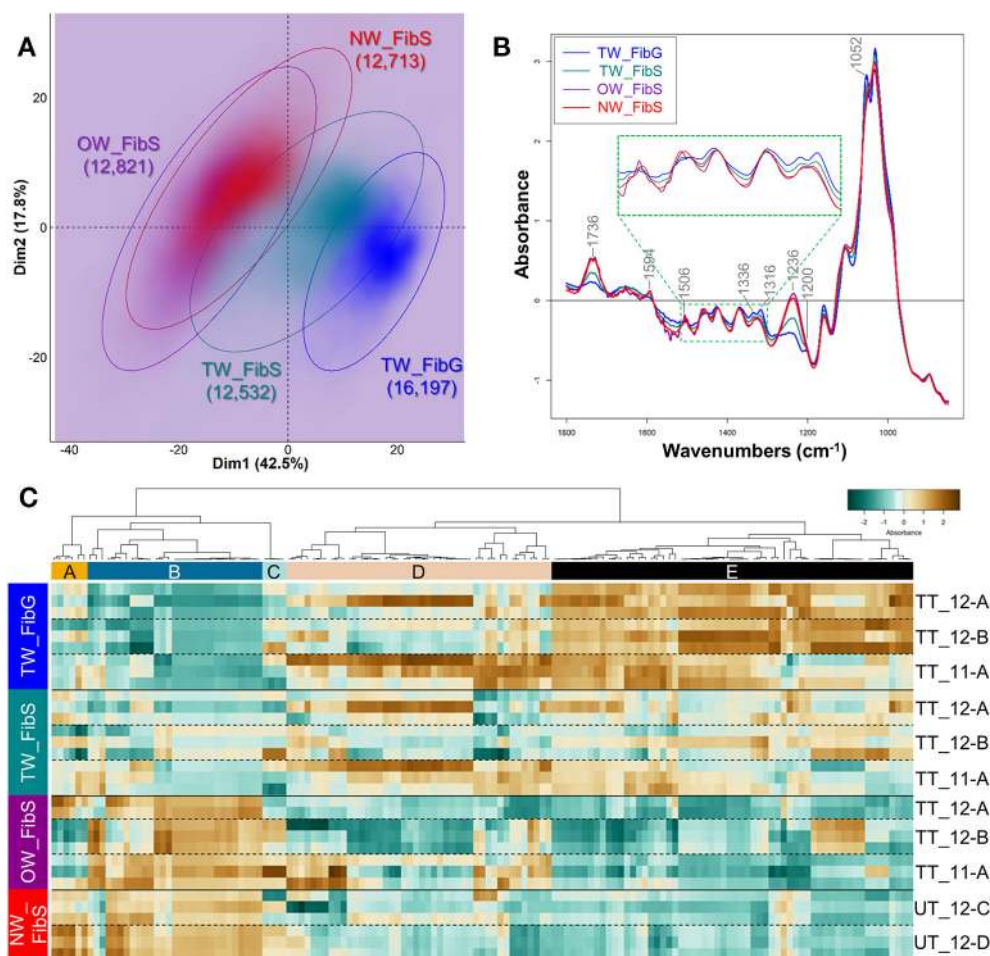 A
NW_FibS
(12,713)
OW_FibS
(12,821)
TW_FibS
(12,532)
TW_FibG
(16,197)
20
0
-20
-40
-20
0
20
Dim2 (17.8%)
Dim1 (42.5%)
B
TW_FibG
TW_FibS
OW_FibS
NW_FibS
1736
1594
1506
1336
1316
1236
1200
1052
3
2
1
0
-1
Absorbance
1800
1600
1400
1200
1000
Wavenumbers (cm-1)
C
-2 -1 0 1 2
Absorbance
A B C D E
TW_FibG
TW_FibS
OW_FibS
NW_
FibS
TT_12-A
TT_12-B
TT_11-A
TT_12-A
TT_12-B
TT_11-A
TT_12-A
TT_12-B
TT_11-A
UT_12-C
UT_12-D